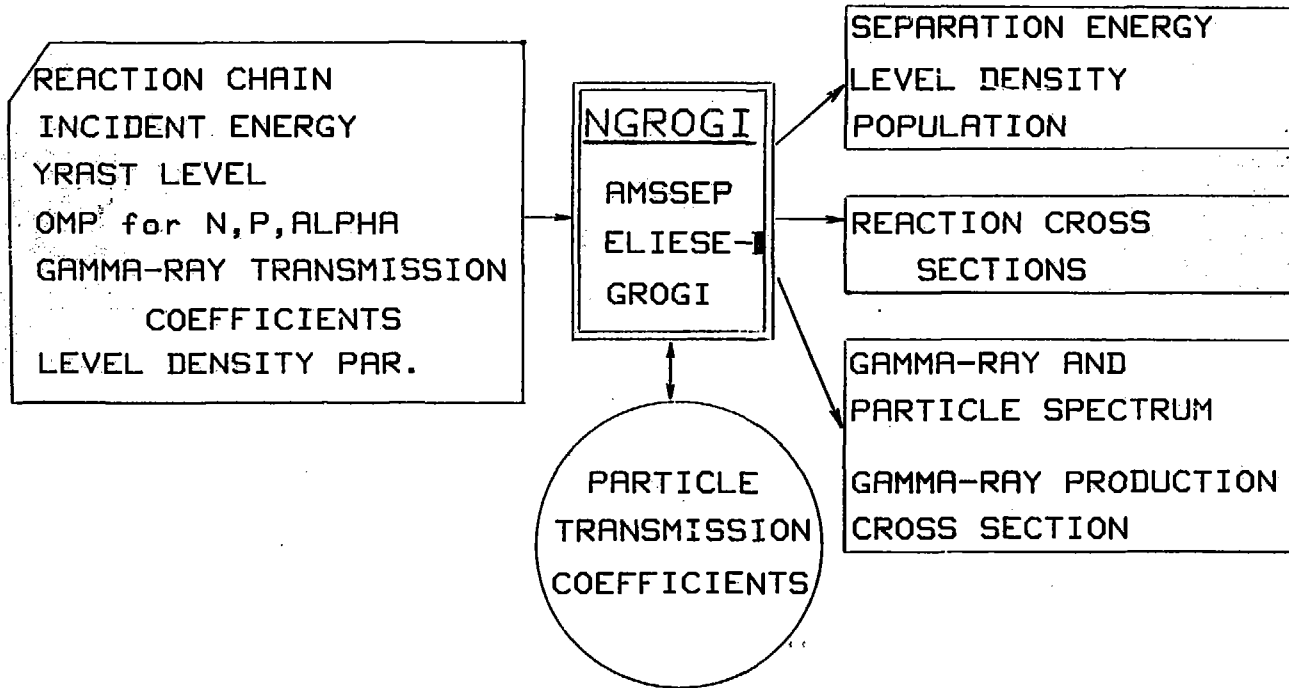 REACTION CHAIN
INCIDENT ENERGY
YRAST LEVEL
OMP for N,P,ALPHA
GAMMA-RAY TRANSMISSION
COEFFICIENTS
LEVEL DENSITY PAR.
NGROGI
AMSSEP
ELIESE-
GROGI
PARTICLE
TRANSMISSION
COEFFICIENTS
SEPARATION ENERGY
LEVEL DENSITY
POPULATION
REACTION CROSS
SECTIONS
GAMMA-RAY AND
PARTICLE SPECTRUM
GAMMA-RAY PRODUCTION
CROSS SECTION